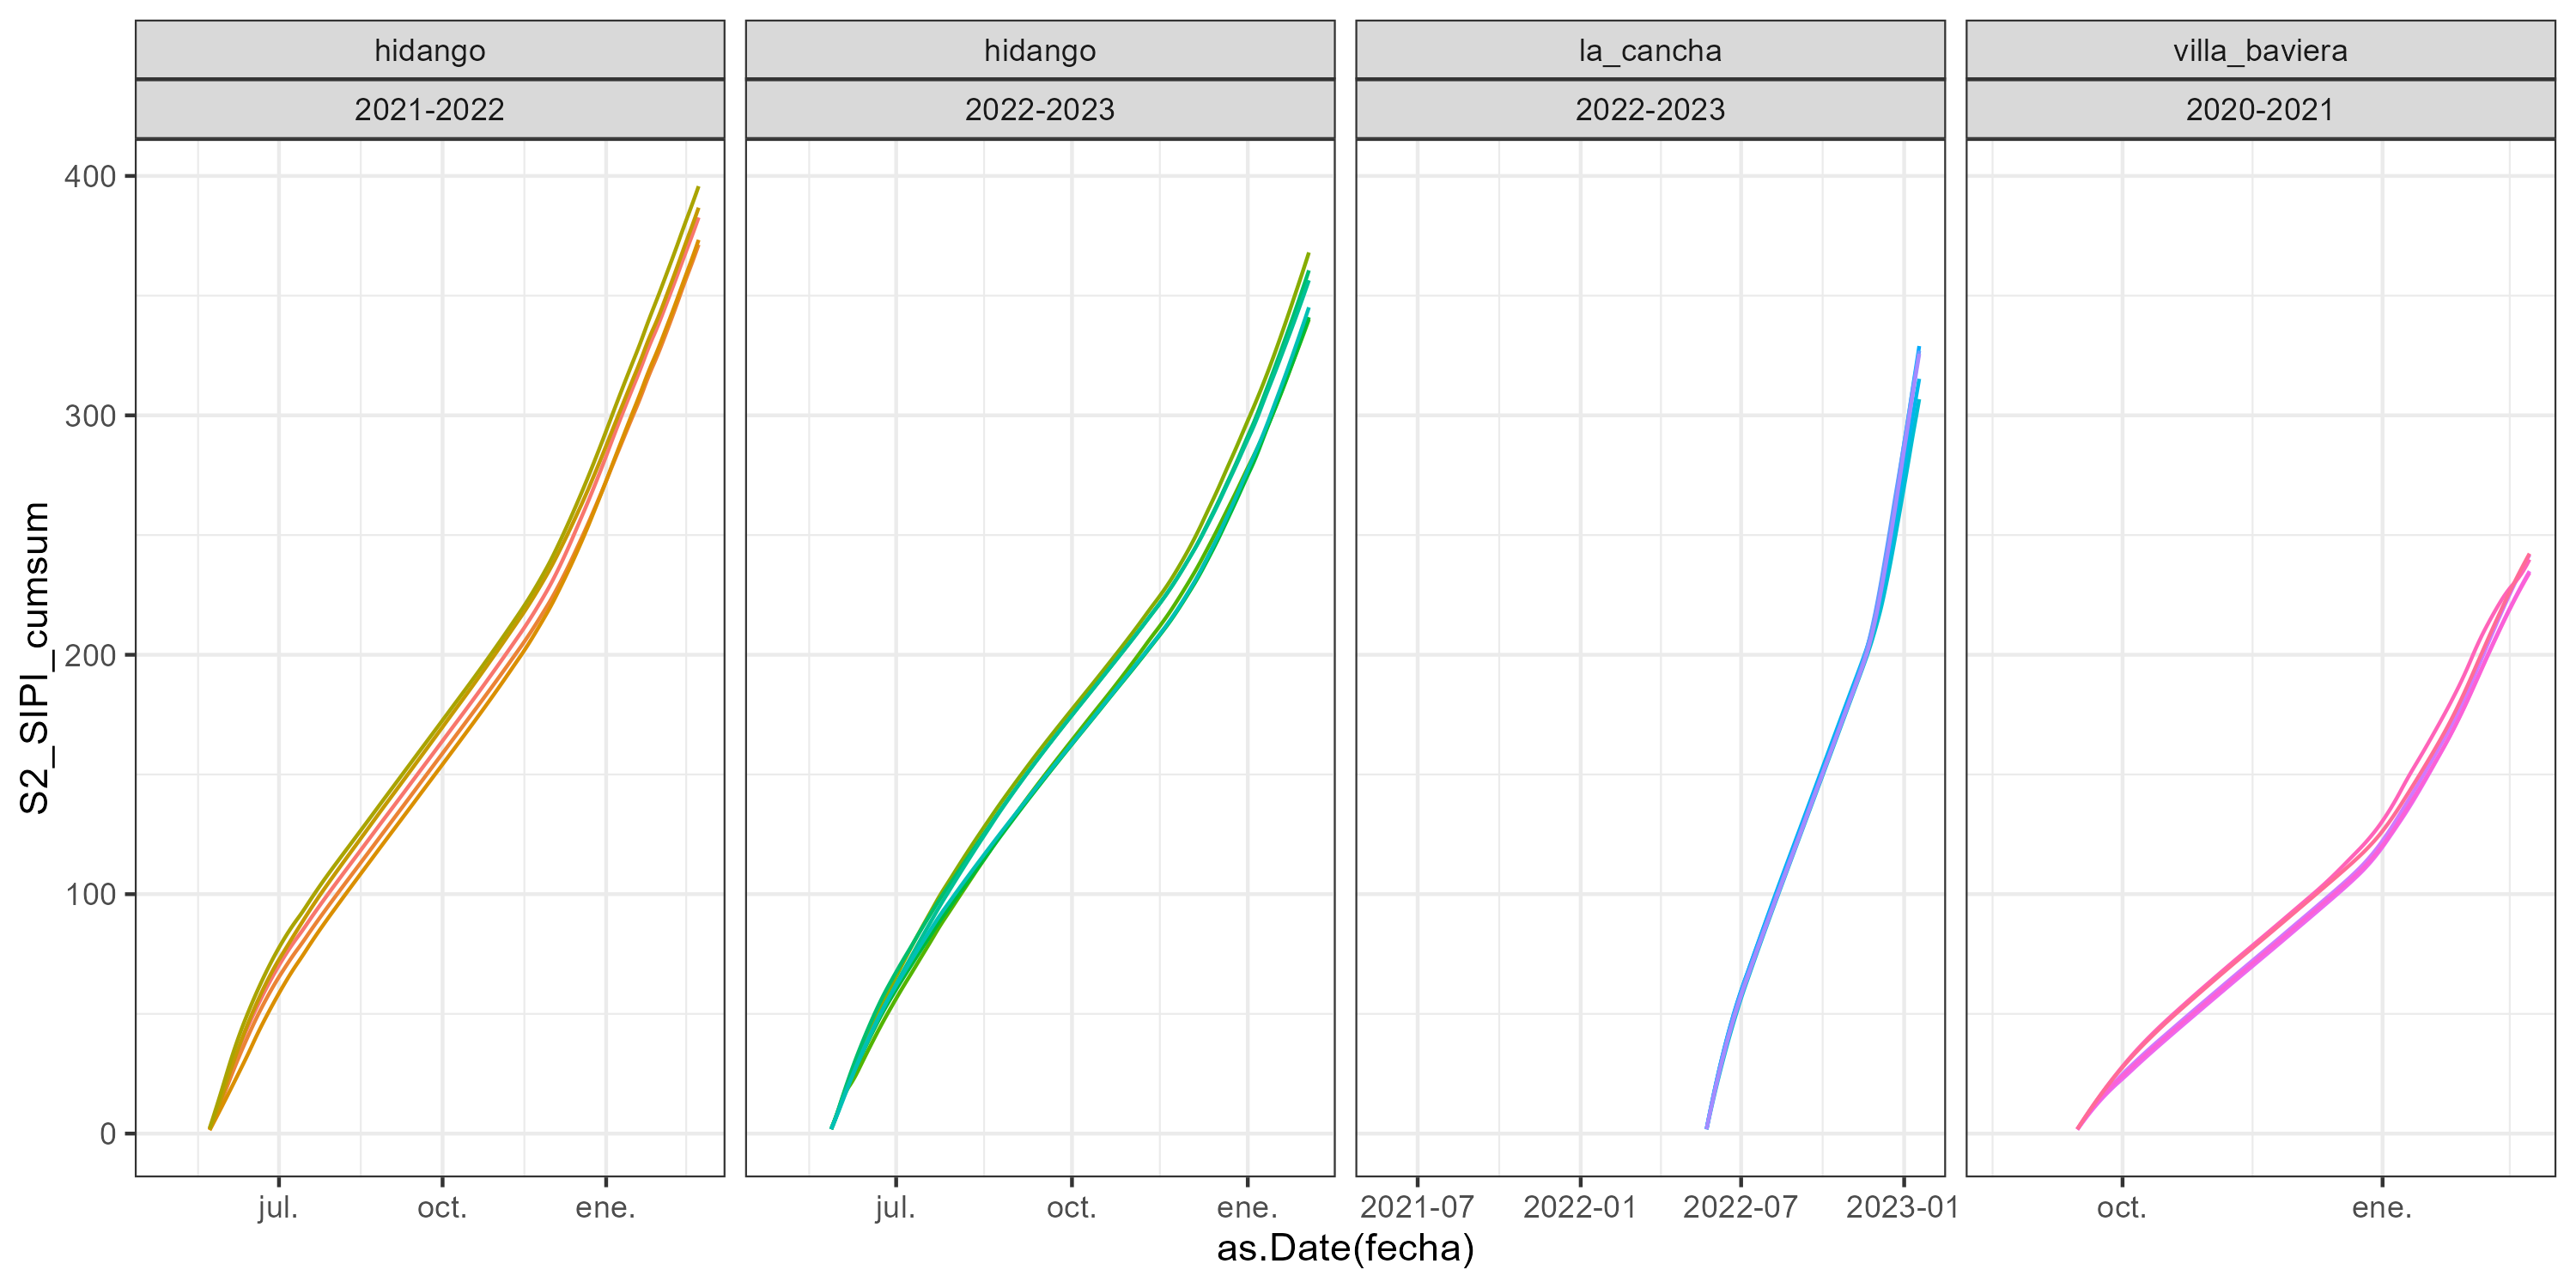 hidango
2021-2022
hidango
2022-2023
la_cancha
2022-2023
villa_baviera
2020-2021
S2_SIPI_cumsum
400
300
200
100
0
jul.
oct.
ene.
jul.
oct.
ene.
2021-07
2022-01
2022-07
2023-01
oct.
ene.
as.Date(fecha)